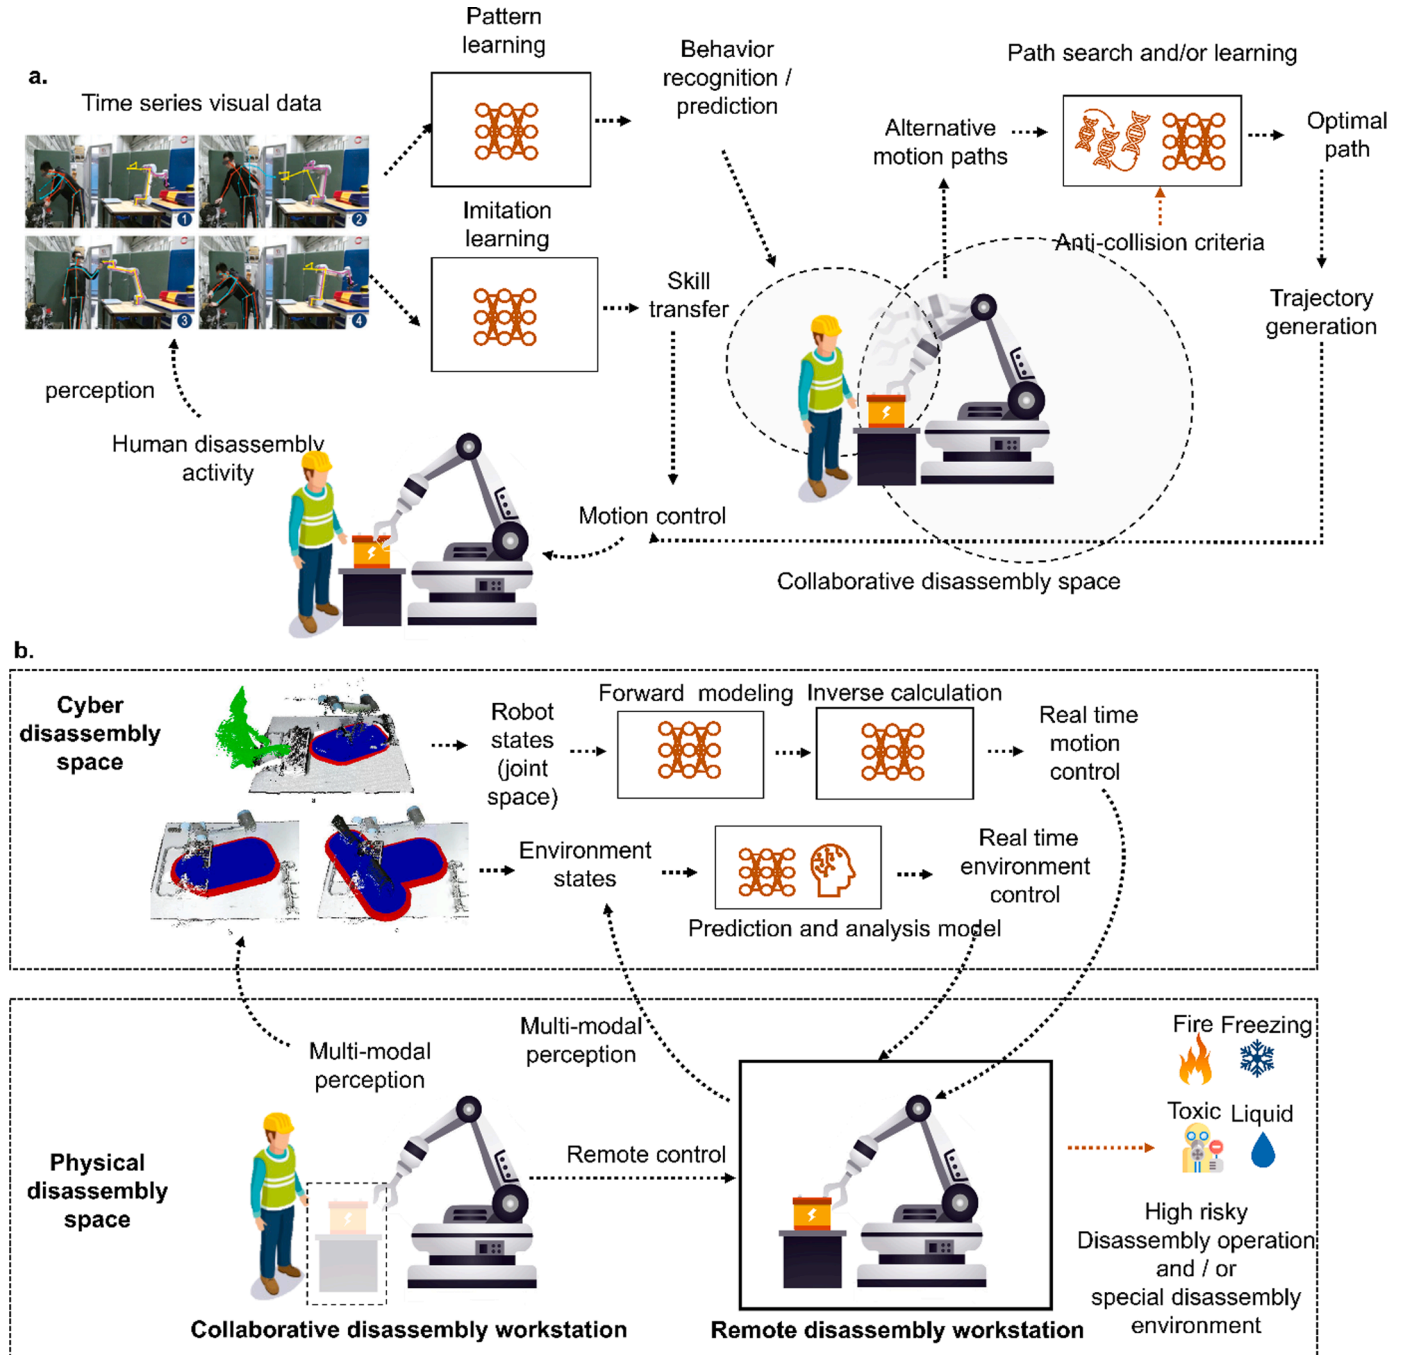 a.
Time series visual data
1
2
3
4
Pattern
learning
Imitation
learning
Behavior
recognition /
prediction
Skill
transfer
perception
Human disassembly
activity
Motion control
Alternative
motion paths
Path search and/or learning
Anti-collision criteria
Optimal
path
Trajectory
generation
Collaborative disassembly space
b.
Cyber
disassembly
space
Robot
states
(joint
space)
Forward modeling
Inverse calculation
Real time
motion
control
Environment
states
Prediction and analysis model
Real time
environment
control
Multi-modal
perception
Multi-modal
perception
Physical
disassembly
space
Remote control
Fire
Freezing
Toxic
Liquid
High risky
Disassembly operation
and / or
special disassembly
environment
Collaborative disassembly workstation
Remote disassembly workstation